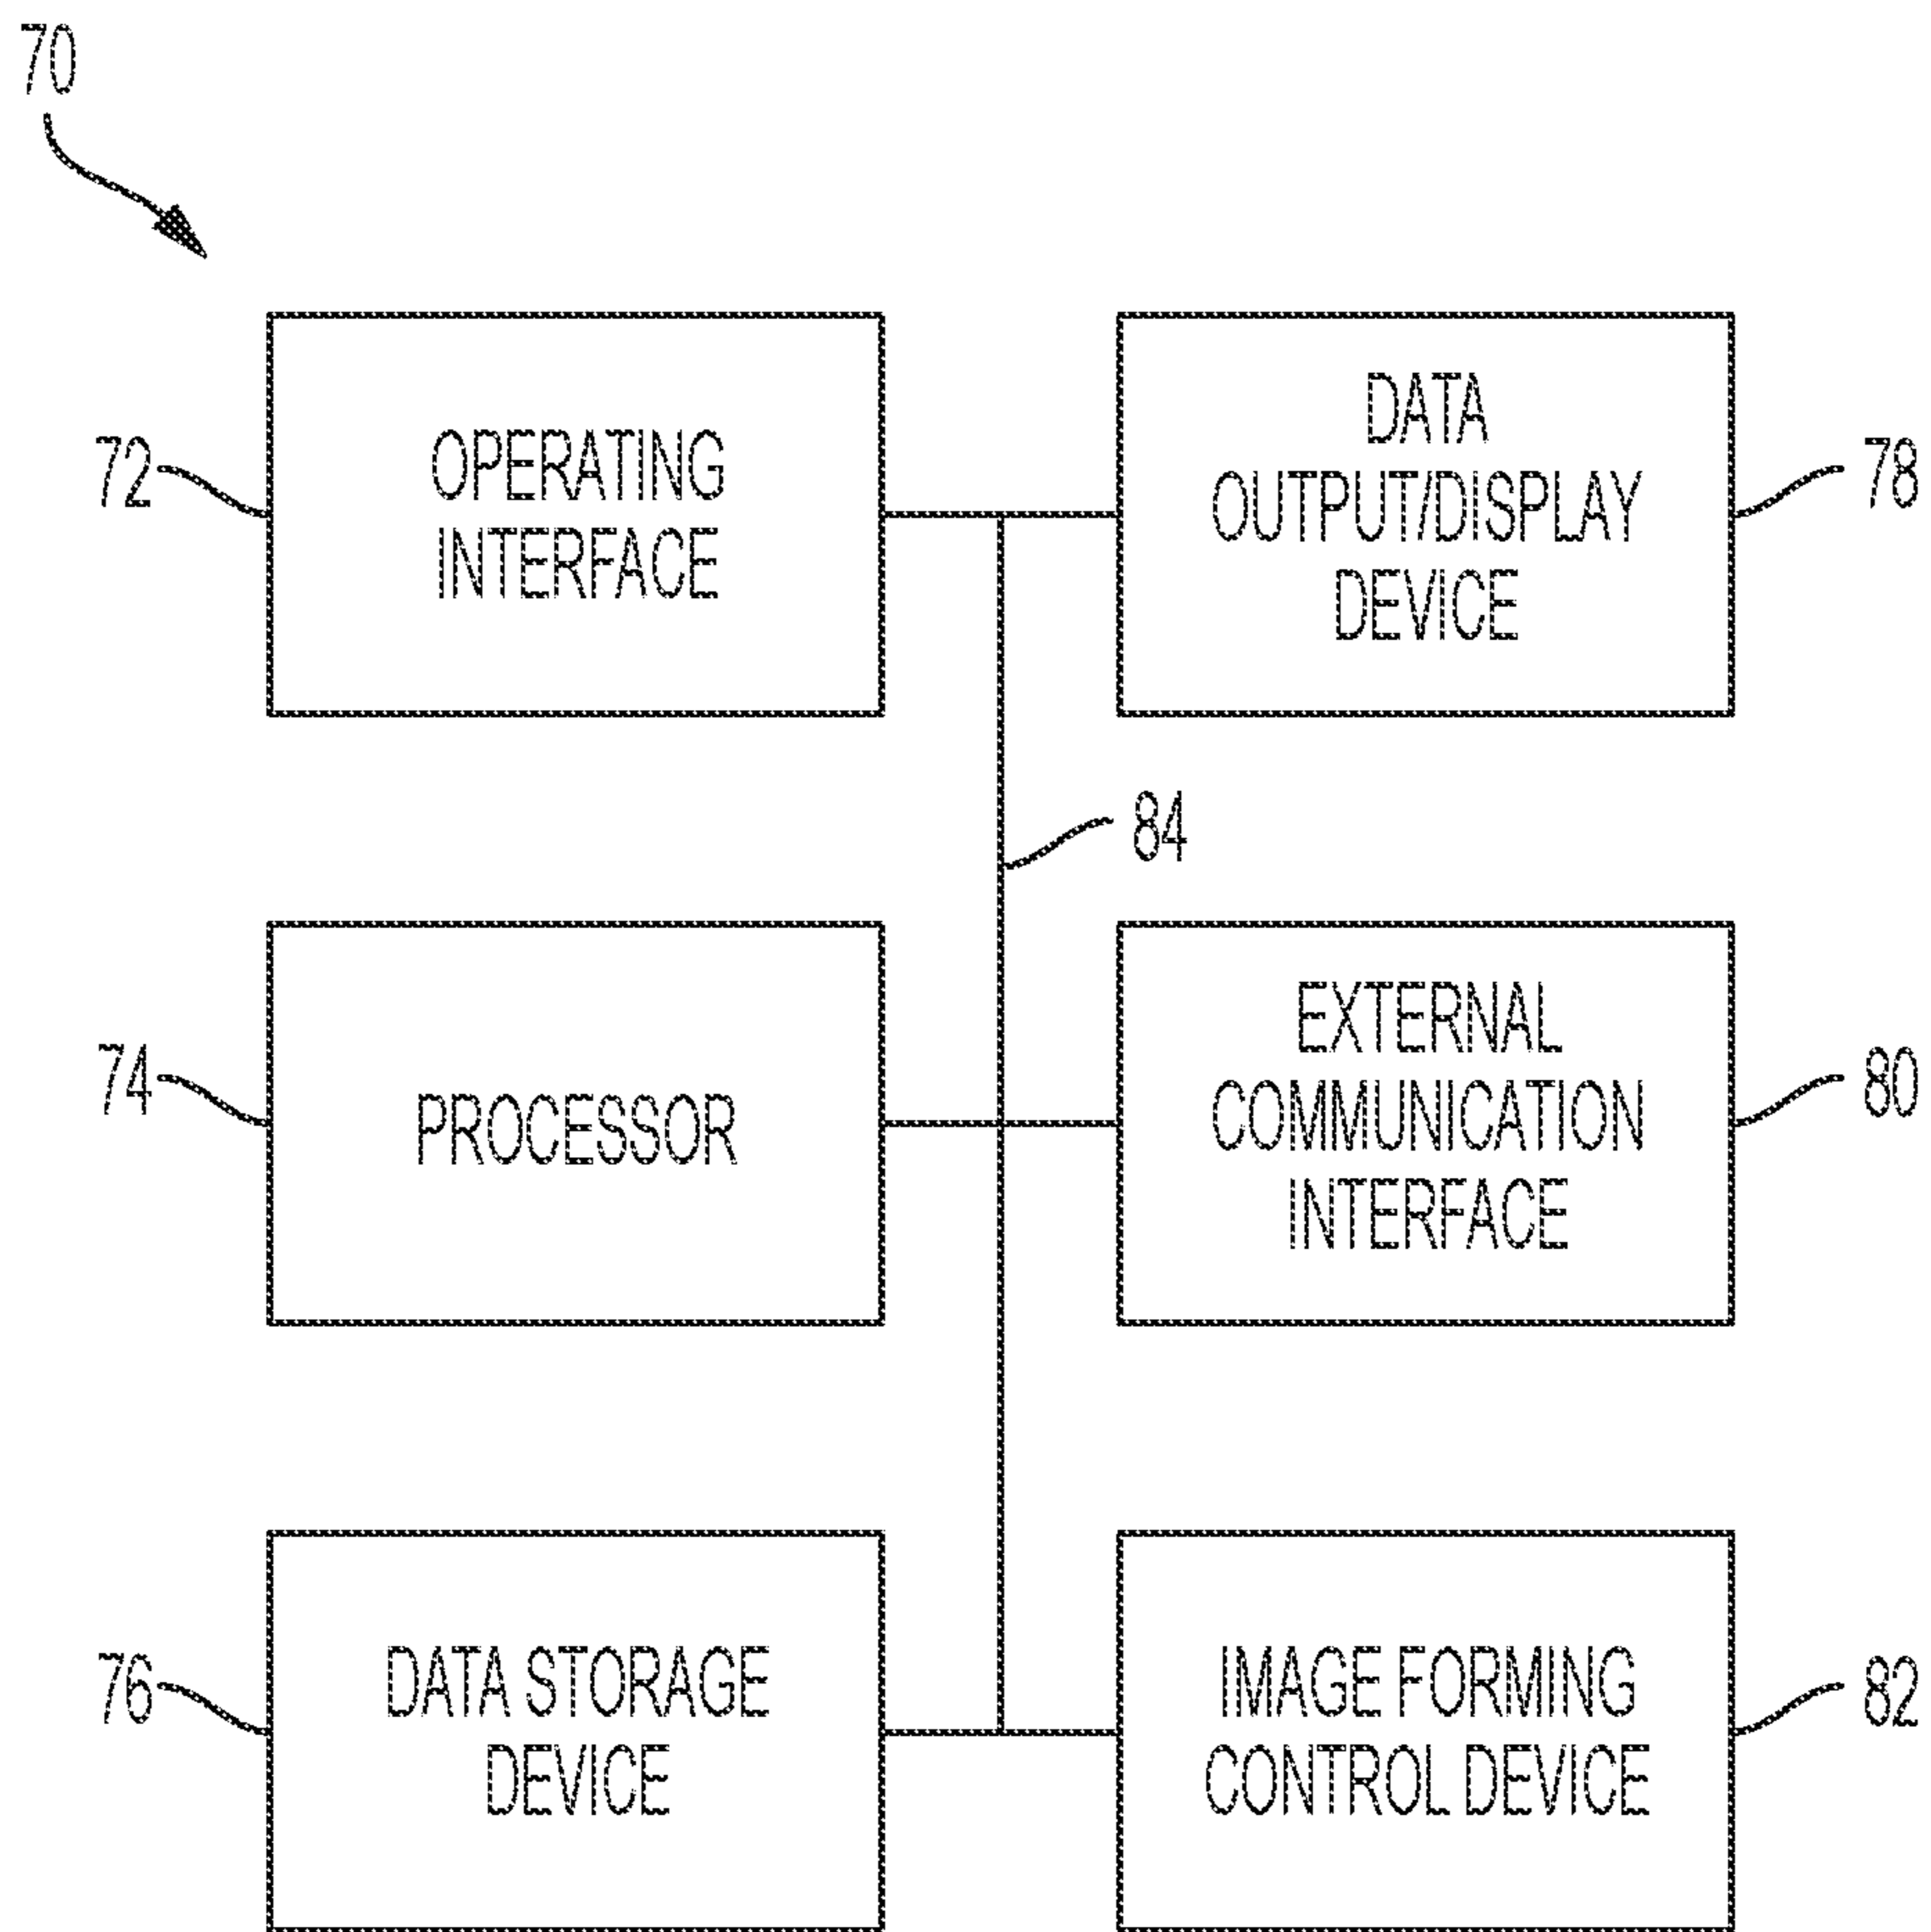 70
72
OPERATING
INTERFACE
DATA
OUTPUT/DISPLAY
DEVICE
78
84
74
PROCESSOR
EXTERNAL
COMMUNICATION
INTERFACE
80
76
DATA STORAGE
DEVICE
IMAGE FORMING
CONTROL DEVICE
82